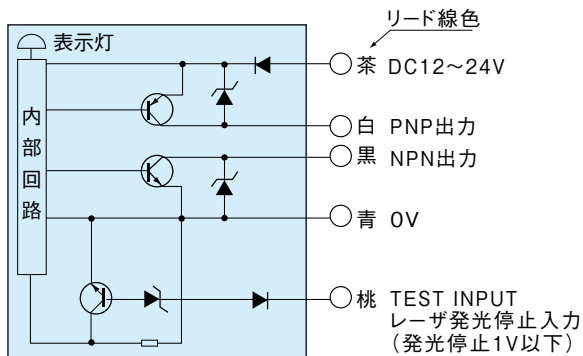 リード線色
表示灯
茶 DC12～24V
白 PNP出力
黒 NPN出力
内部回路
青 0V
桃 TEST INPUT
レーザ発光停止入力
（発光停止1V以下）